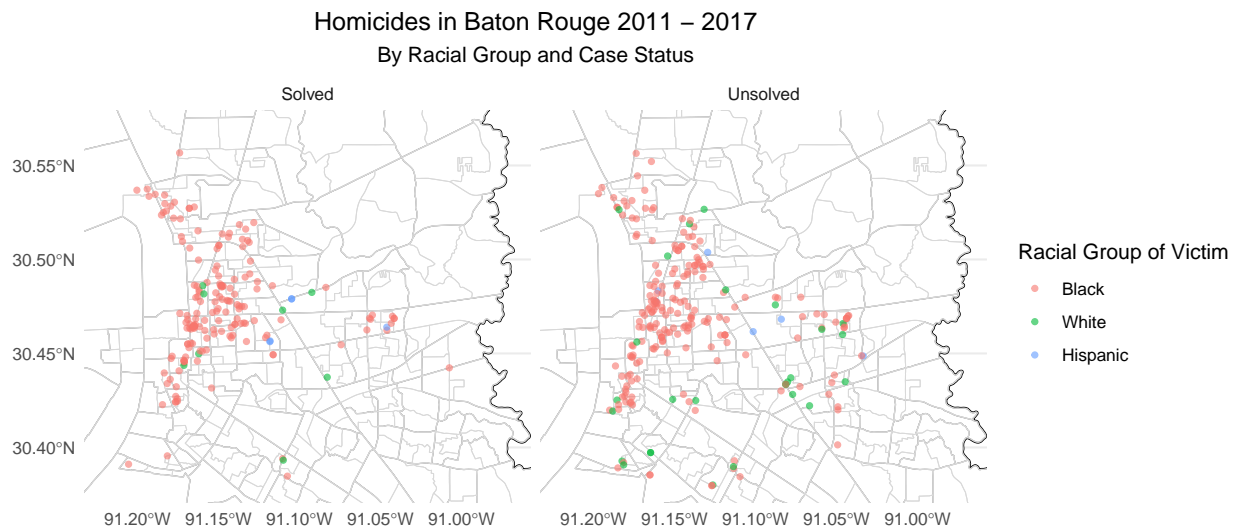 Homicides in Baton Rouge 2011 – 2017
By Racial Group and Case Status
Solved
Unsolved
30.55°N
30.50°N
30.45°N
30.40°N
91.20°W 91.15°W 91.10°W 91.05°W 91.00°W
91.20°W 91.15°W 91.10°W 91.05°W 91.00°W
Racial Group of Victim
Black
White
Hispanic